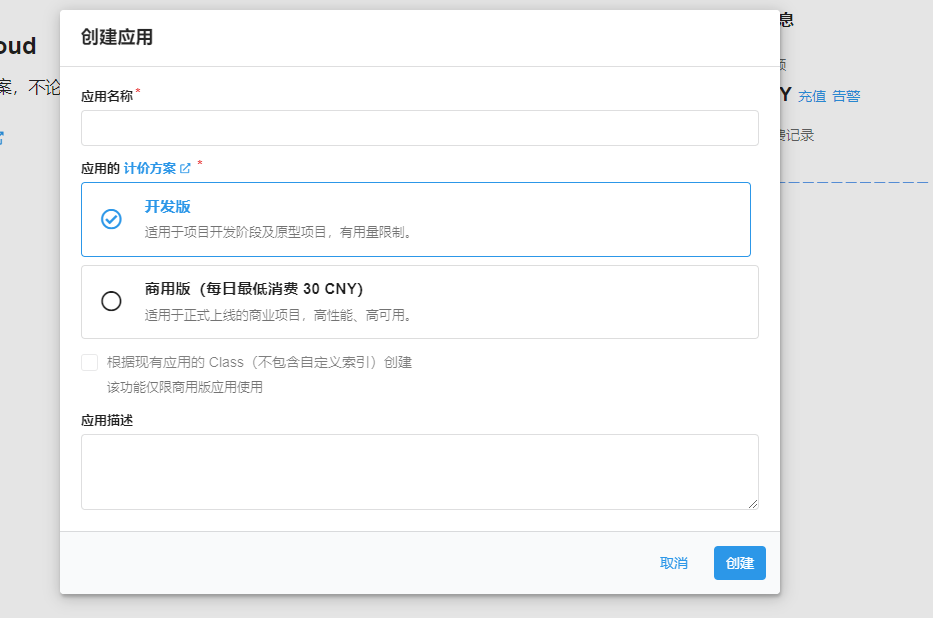 创建应用
应用名称*
应用的 计价方案 *
开发版
适用于项目开发阶段及原型项目，有用量限制。
商用版（每日最低消费 30 CNY）
适用于正式上线的商业项目，高性能、高可用。
根据现有应用的 Class（不包含自定义索引）创建
该功能仅限商用版应用使用
应用描述
取消
创建
oud
案，不论
息
Y 充值 告警
记录